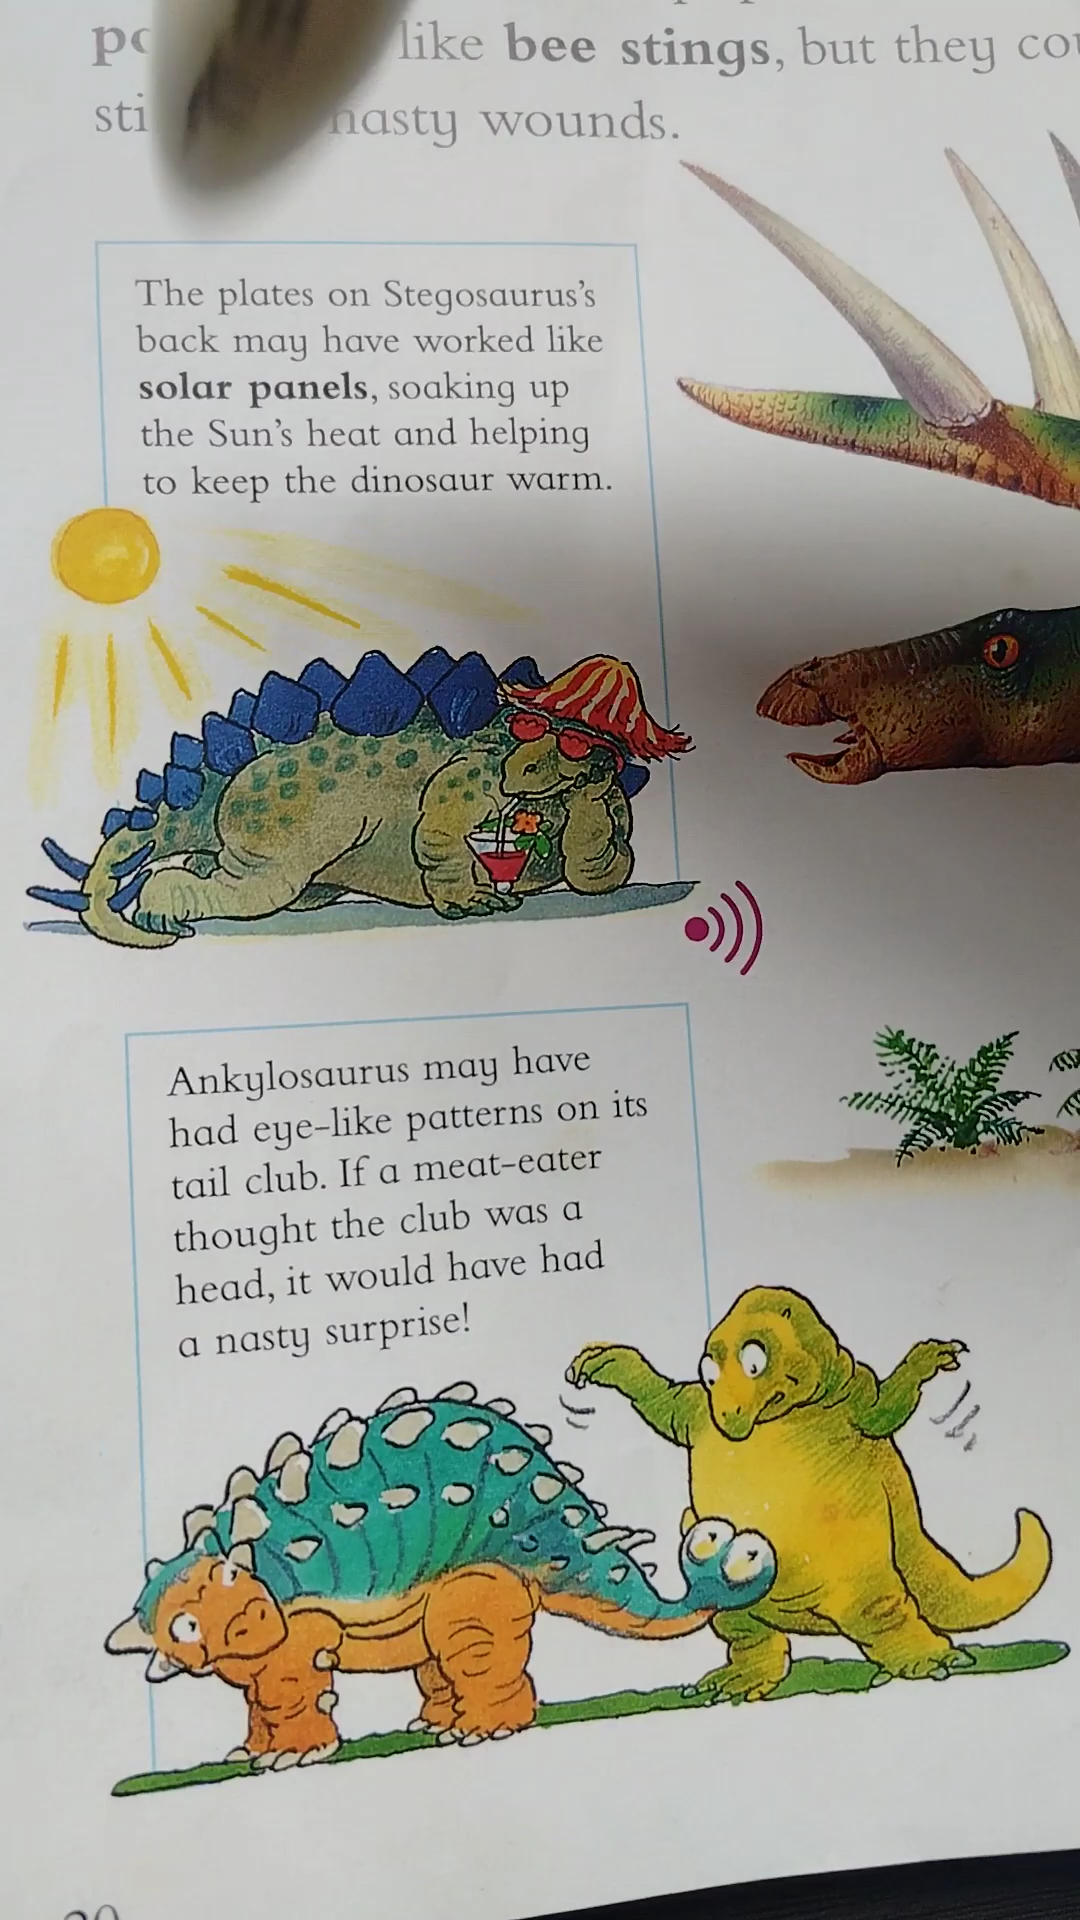 like bee stings, but they
nasty wounds.
The plates on Stegosaurus's
back may have worked like
solar panels, soaking up
the Sun's heat and helping
to keep the dinosaur warm.
Ankylosaurus may have
had eye-like patterns on its
tail club. If a meat-eater
thought the club was a
head, it would have had
a nasty surprise!